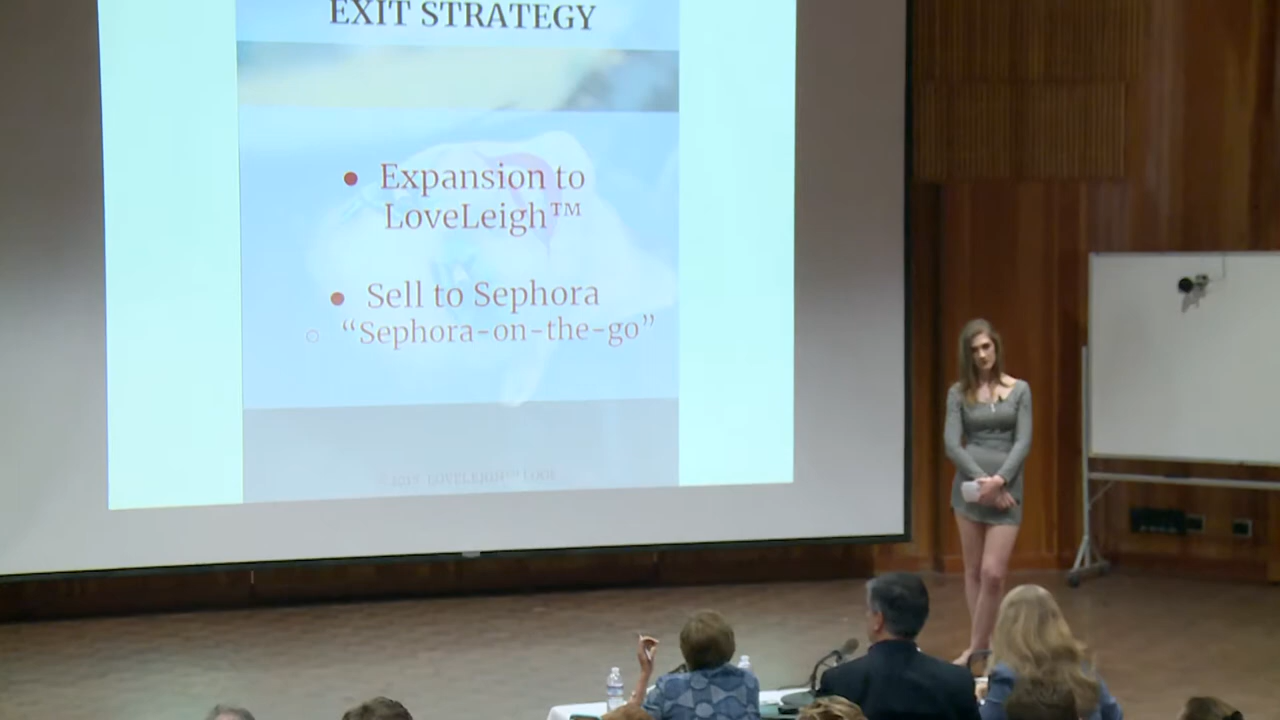 EXIT STRATEGY
• Expansion to
LoveLeigh™
• Sell to Sephora
○ “Sephora-on-the-go”